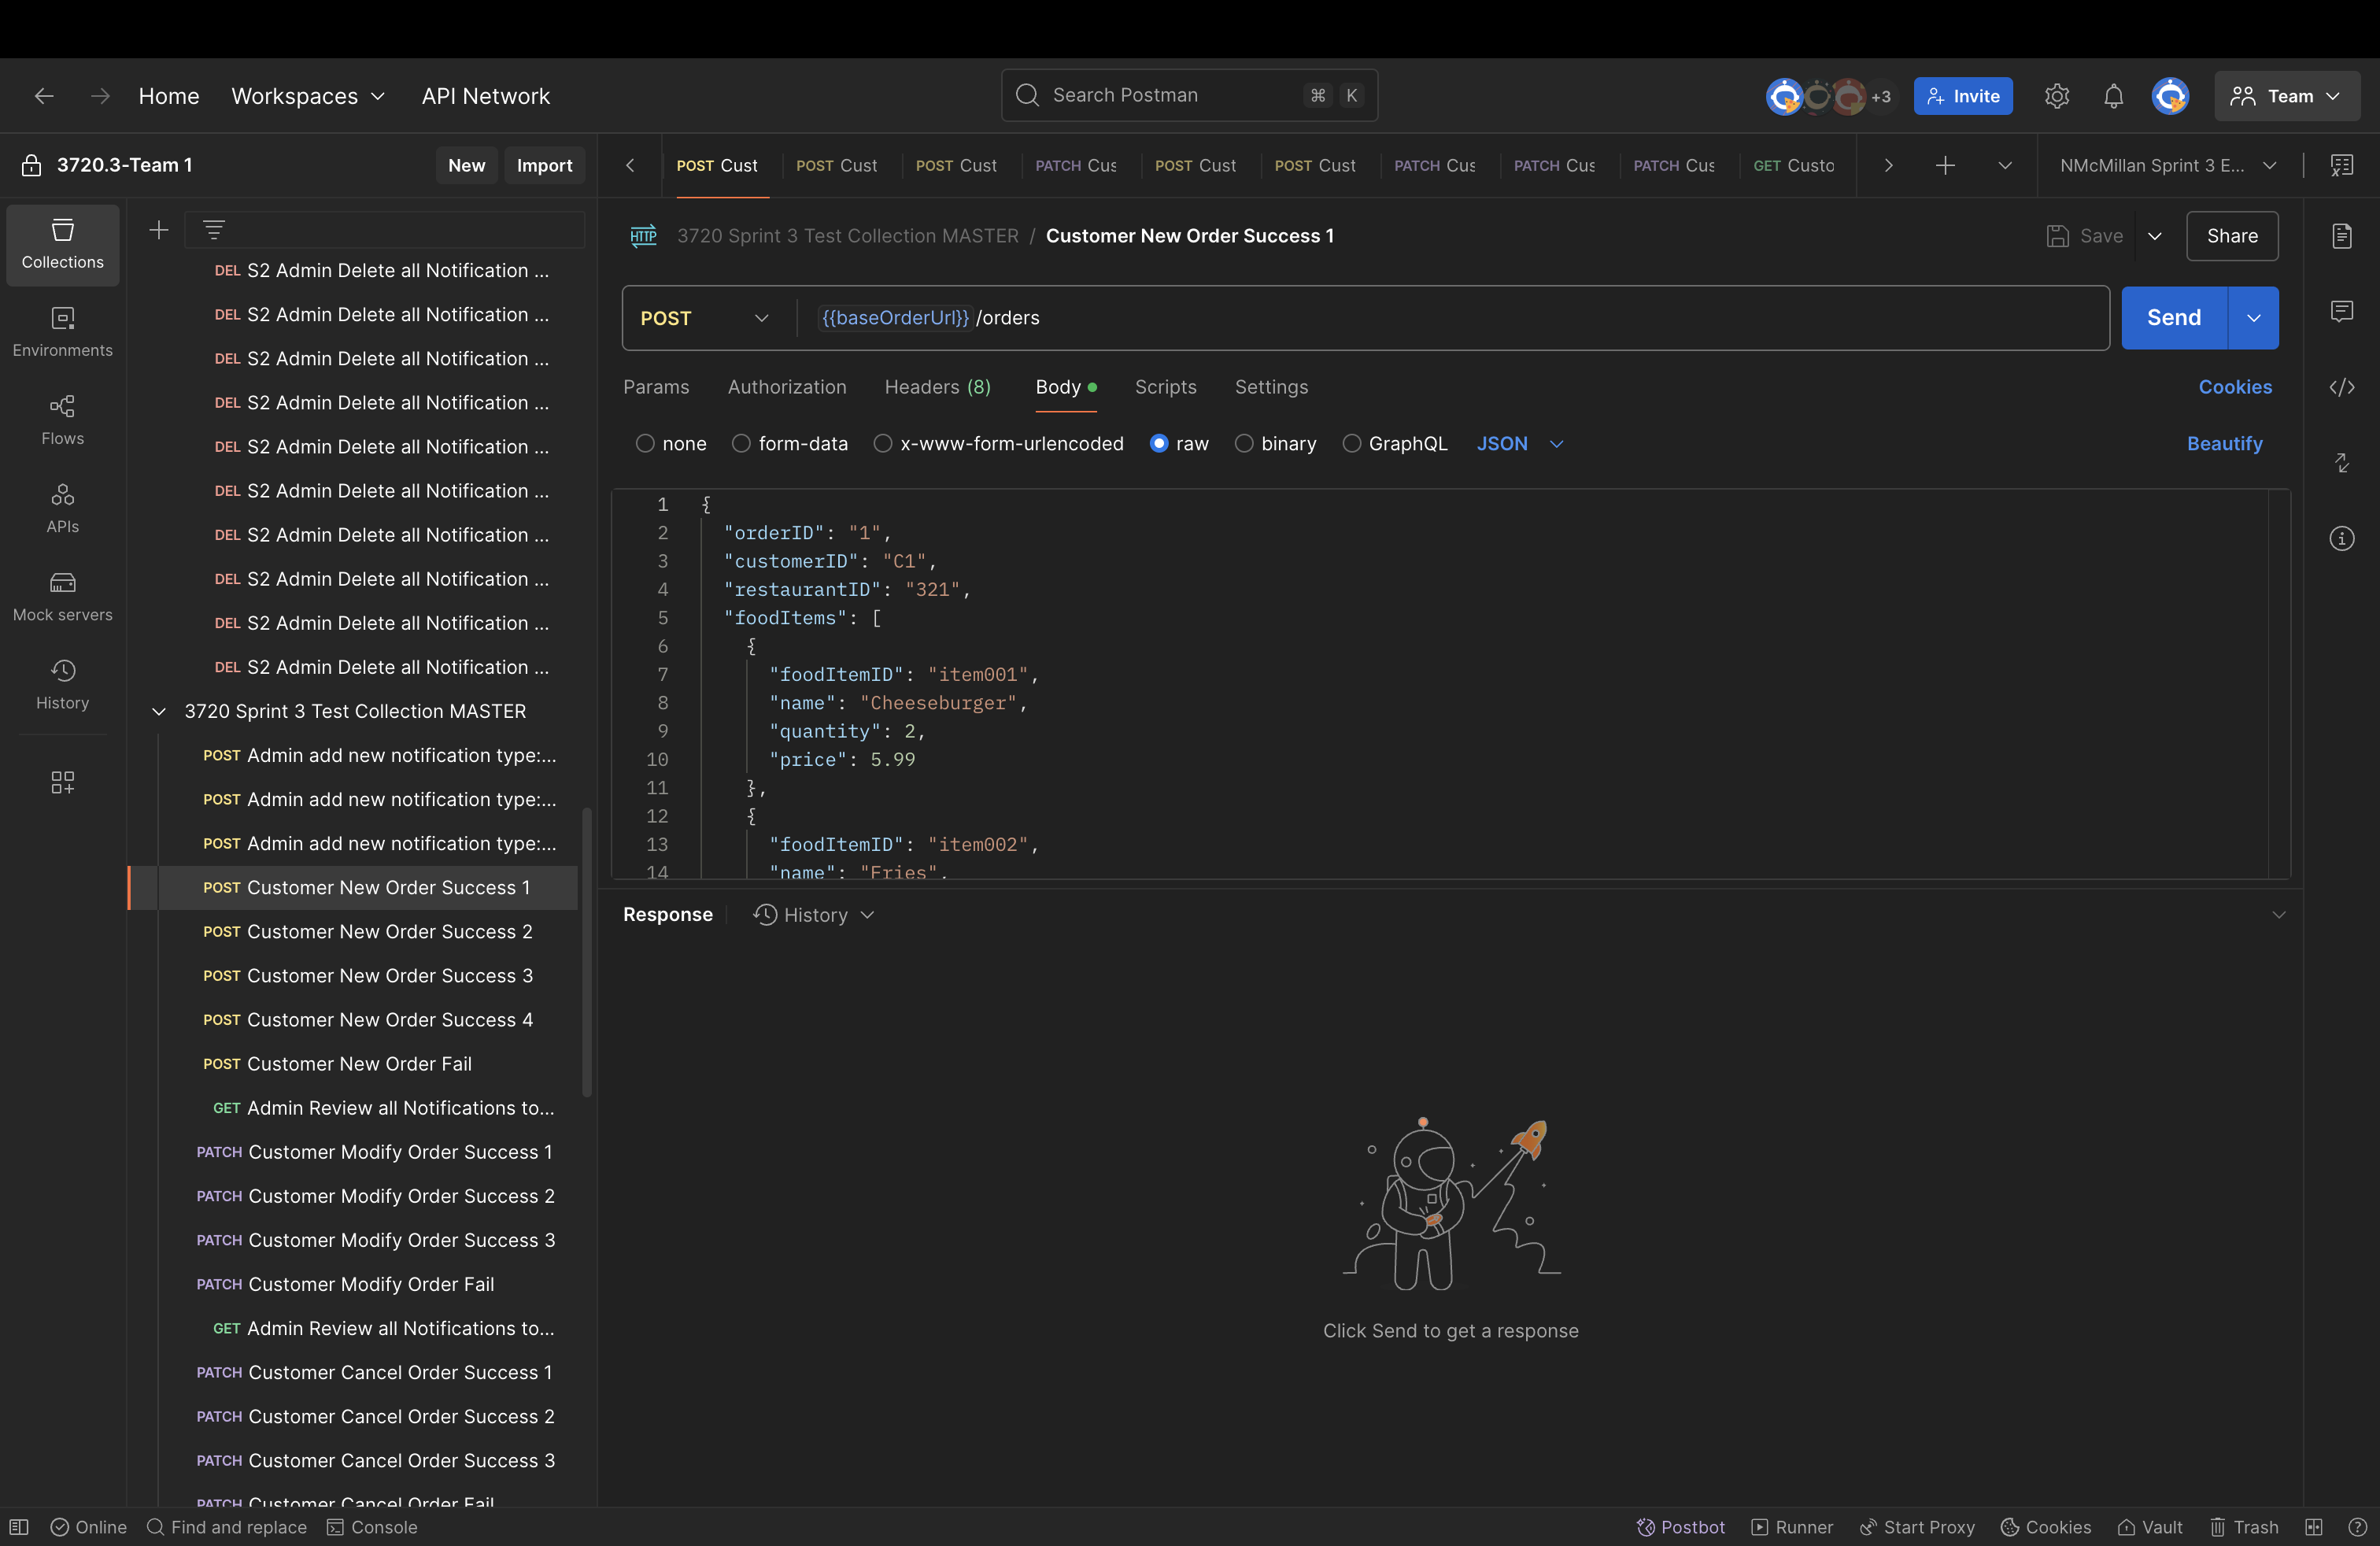 Home Workspaces API Network Search Postman ⌘ K +3 Invite Team
3720.3-Team 1 New Import
POST Cust POST Cust POST Cust PATCH Cus POST Cust POST Cust PATCH Cus PATCH Cus PATCH Cus GET Custo NMcMillan Sprint 3 E...
Collections
Environments
Flows
APIs
Mock servers
History
DEL S2 Admin Delete all Notification ...
DEL S2 Admin Delete all Notification ...
DEL S2 Admin Delete all Notification ...
DEL S2 Admin Delete all Notification ...
DEL S2 Admin Delete all Notification ...
DEL S2 Admin Delete all Notification ...
DEL S2 Admin Delete all Notification ...
DEL S2 Admin Delete all Notification ...
DEL S2 Admin Delete all Notification ...
DEL S2 Admin Delete all Notification ...
3720 Sprint 3 Test Collection MASTER
POST Admin add new notification type:...
POST Admin add new notification type:...
POST Admin add new notification type:...
POST Customer New Order Success 1
POST Customer New Order Success 2
POST Customer New Order Success 3
POST Customer New Order Success 4
POST Customer New Order Fail
GET Admin Review all Notifications to...
PATCH Customer Modify Order Success 1
PATCH Customer Modify Order Success 2
PATCH Customer Modify Order Success 3
PATCH Customer Modify Order Fail
GET Admin Review all Notifications to...
PATCH Customer Cancel Order Success 1
PATCH Customer Cancel Order Success 2
PATCH Customer Cancel Order Success 3
PATCH Customer Cancel Order Fail
HTTP 3720 Sprint 3 Test Collection MASTER / Customer New Order Success 1 Save Share
POST {{baseOrderUrl}}/orders Send
Params Authorization Headers (8) Body Scripts Settings Cookies
none form-data x-www-form-urlencoded raw binary GraphQL JSON Beautify
1 {
2 "orderID": "1",
3 "customerID": "C1",
4 "restaurantID": "321",
5 "foodItems": [
6 {
7 "foodItemID": "item001",
8 "name": "Cheeseburger",
9 "quantity": 2,
10 "price": 5.99
11 },
12 {
13 "foodItemID": "item002",
14 "name": "Fries",
Response History
Click Send to get a response
Online Find and replace Console Postbot Runner Start Proxy Cookies Vault Trash